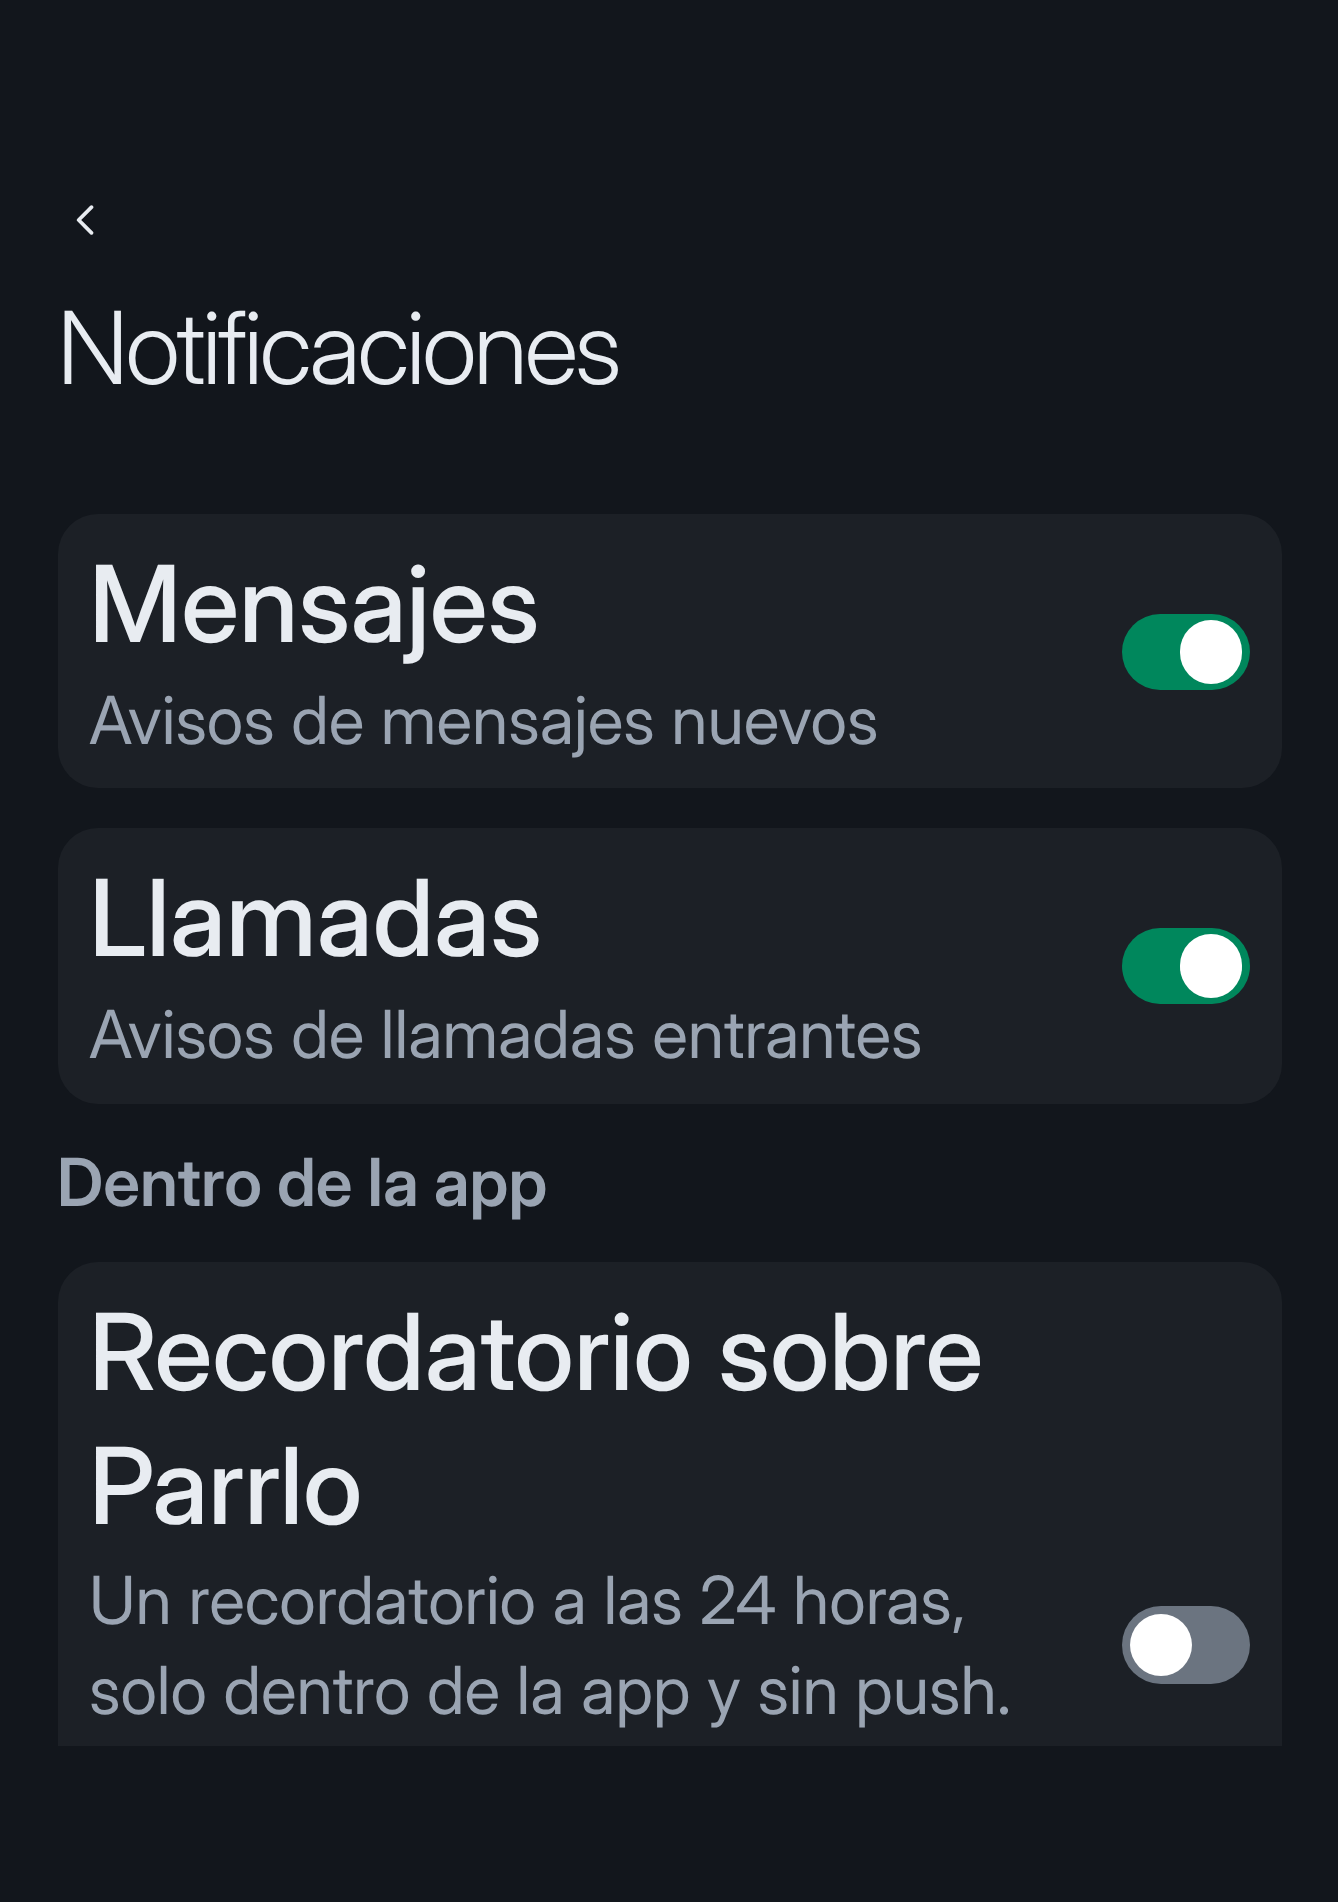 Notificaciones
Mensajes
Avisos de mensajes nuevos
Llamadas
Avisos de llamadas entrantes
Dentro de la app
Recordatorio sobre
Parrlo
Un recordatorio a las 24 horas,
solo dentro de la app y sin push.